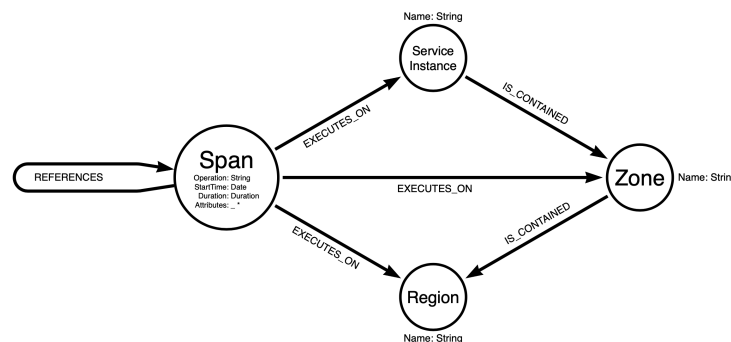 Name: String
Service
Instance
IS_CONTAINED
EXECUTES_ON
Span
Operation: String
StartTime: Date
Duration: Duration
Attributes: _ *
REFERENCES
EXECUTES_ON
Zone
Name: Strin
IS_CONTAINED
EXECUTES_ON
Region
Name: String